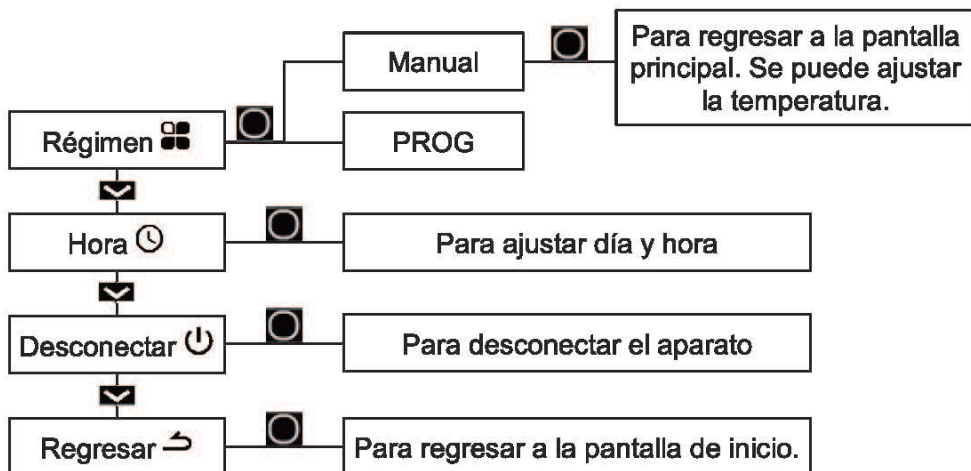 Manual
Para regresar a la pantalla
principal. Se puede ajustar
la temperatura.
Régimen
PROG
Hora
Para ajustar día y hora
Desconectar
Para desconectar el aparato
Regresar
Para regresar a la pantalla de inicio.